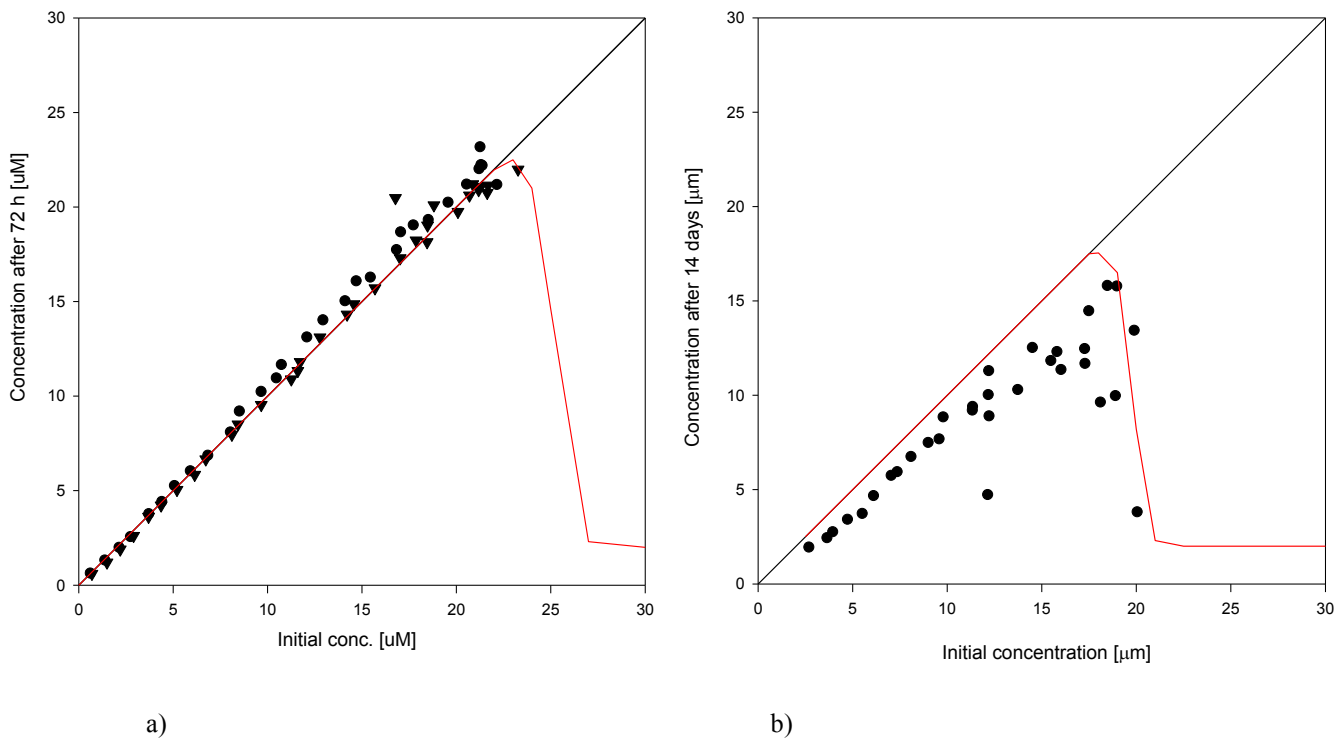 30
25
20
15
10
5
0
Concentration after 72 h [uM]
0 5 10 15 20 25 30
Initial conc. [uM]
a)
30
25
20
15
10
5
0
Concentration after 14 days [μm]
0 5 10 15 20 25 30
Initial concentration [μm]
b)